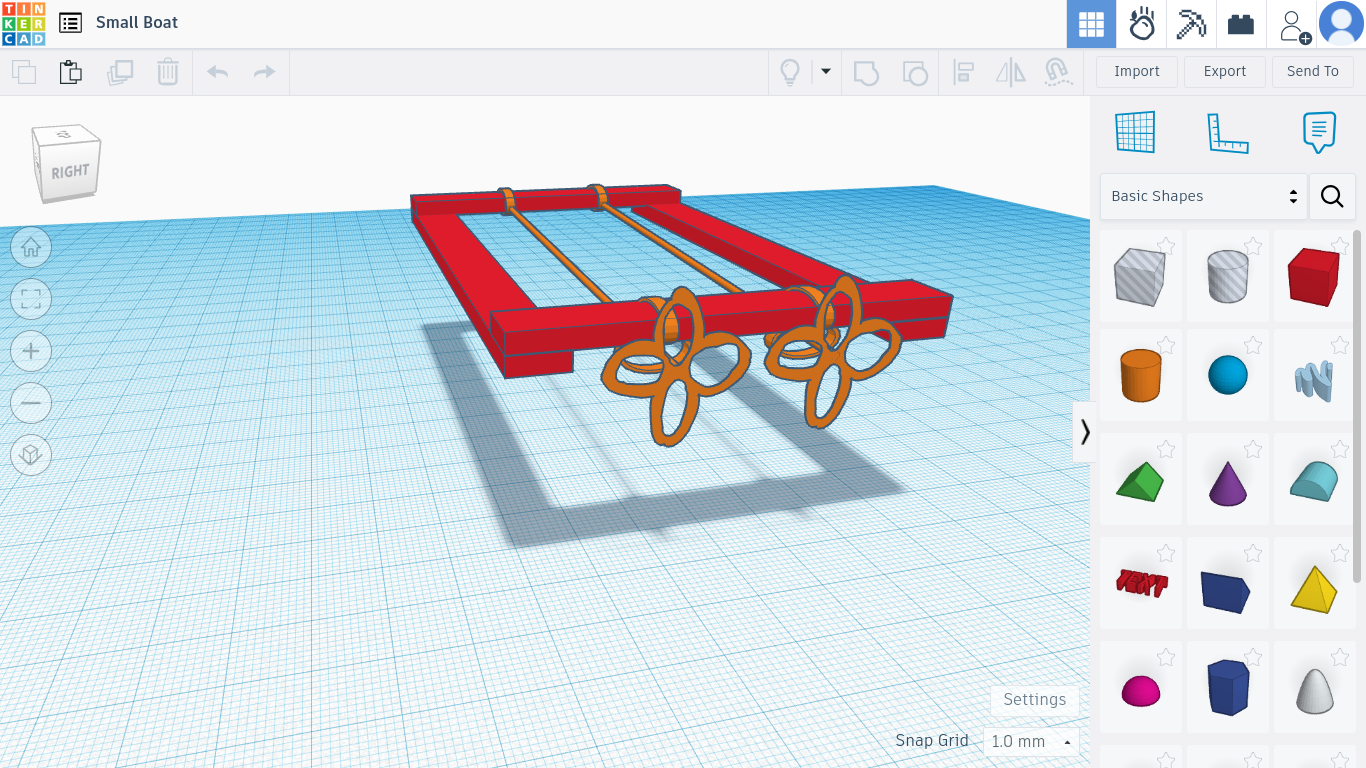 TIN
KER
CAD
Small Boat
Import
Export
Send To
RIGHT
Basic Shapes
TEXT
Settings
Snap Grid
1.0 mm